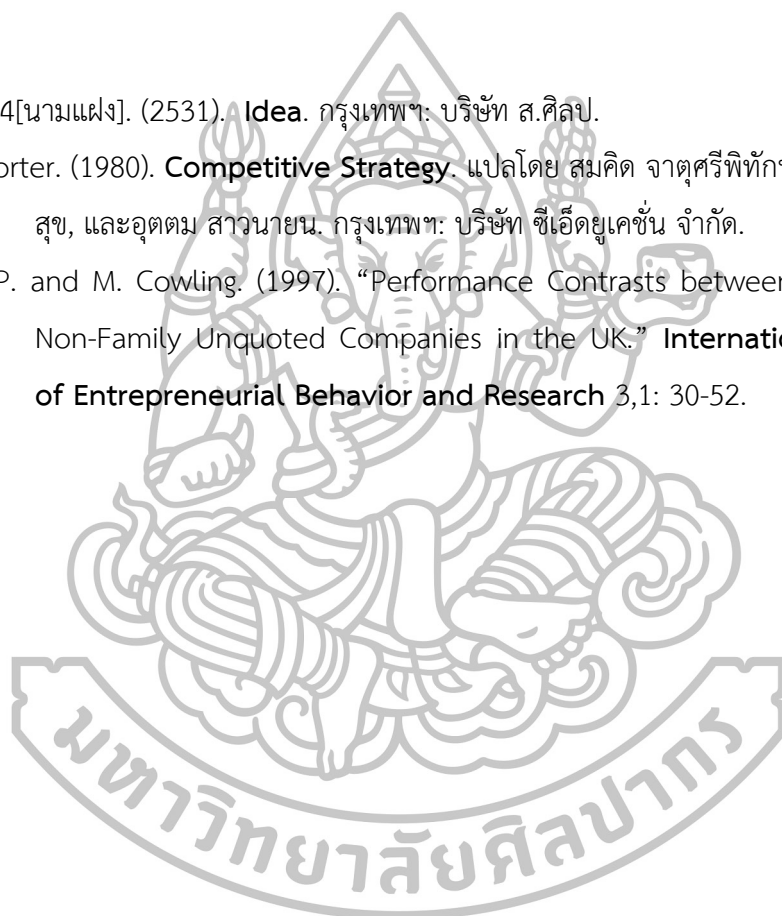 4[นามแฝง]. (2531). Idea. กรุงเทพฯ: บริษัท ส.ศิลป.
orter. (1980). Competitive Strategy. แปลโดย สมคิด จาตุศรีพิทักษ
สุข, และอุตตม สาวนายน. กรุงเทพฯ: บริษัท ซีเอ็ดยูเคชั่น จำกัด.
P. and M. Cowling. (1997). “Performance Contrasts between
Non-Family Unquoted Companies in the UK.” Internatio
of Entrepreneurial Behavior and Research 3,1: 30-52.
มหาวิทยาลัยศิลปากร